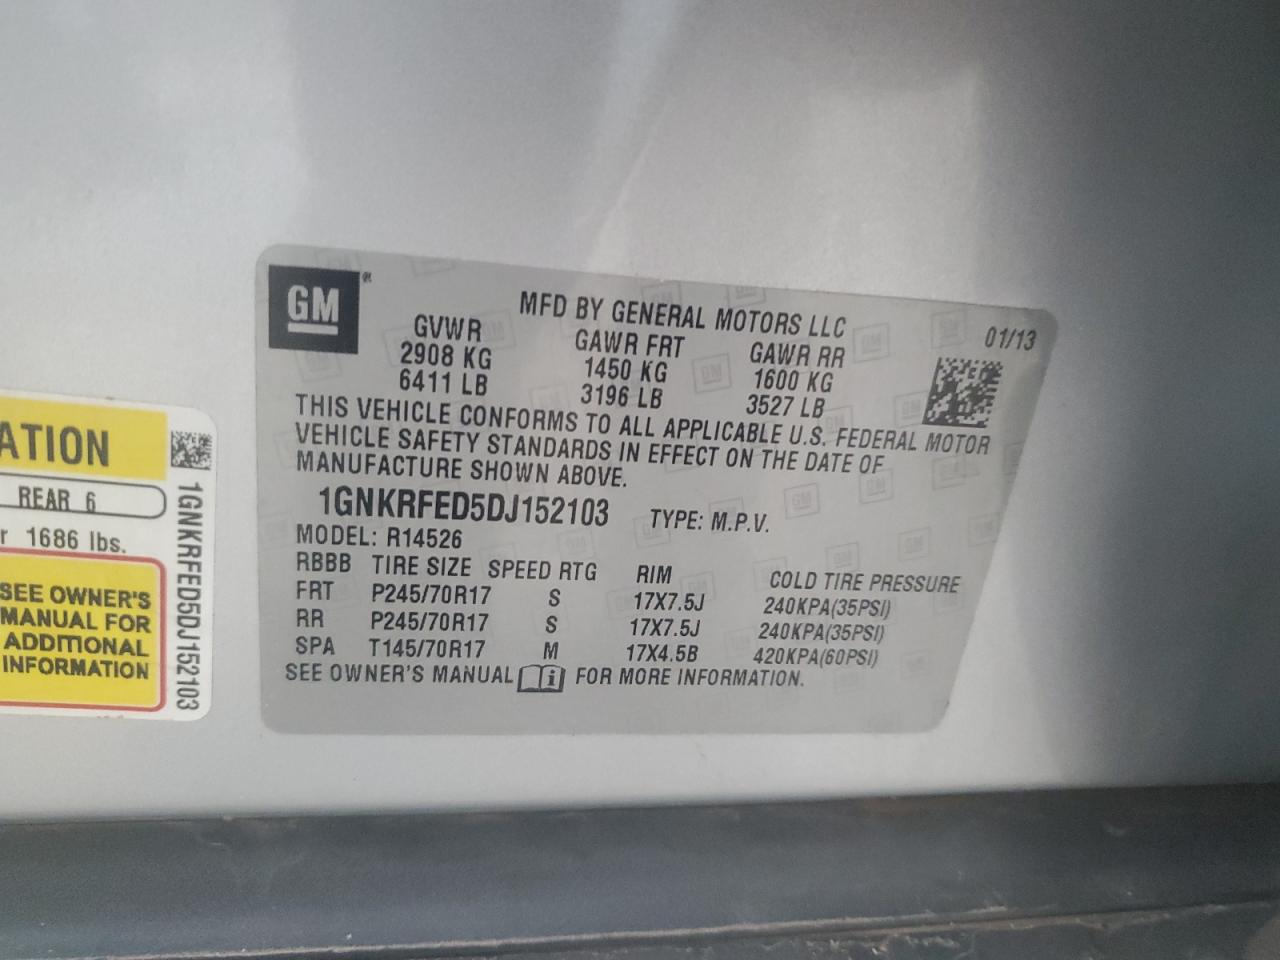 ATION
REAR 6
r 1686 lbs.
SEE OWNER'S
MANUAL FOR
ADDITIONAL
INFORMATION
1GNKRFED5DJ152103
GM ®
MFD BY GENERAL MOTORS LLC
01/13
GVWR GAWR FRT GAWR RR
2908 KG 1450 KG 1600 KG
6411 LB 3196 LB 3527 LB
THIS VEHICLE CONFORMS TO ALL APPLICABLE U.S. FEDERAL MOTOR
VEHICLE SAFETY STANDARDS IN EFFECT ON THE DATE OF
MANUFACTURE SHOWN ABOVE.
1GNKRFED5DJ152103 TYPE: M.P.V.
MODEL: R14526
RBBB TIRE SIZE SPEED RTG RIM COLD TIRE PRESSURE
FRT P245/70R17 S 17X7.5J 240KPA(35PSI)
RR P245/70R17 S 17X7.5J 240KPA(35PSI)
SPA T145/70R17 M 17X4.5B 420KPA(60PSI)
SEE OWNER'S MANUAL i FOR MORE INFORMATION.